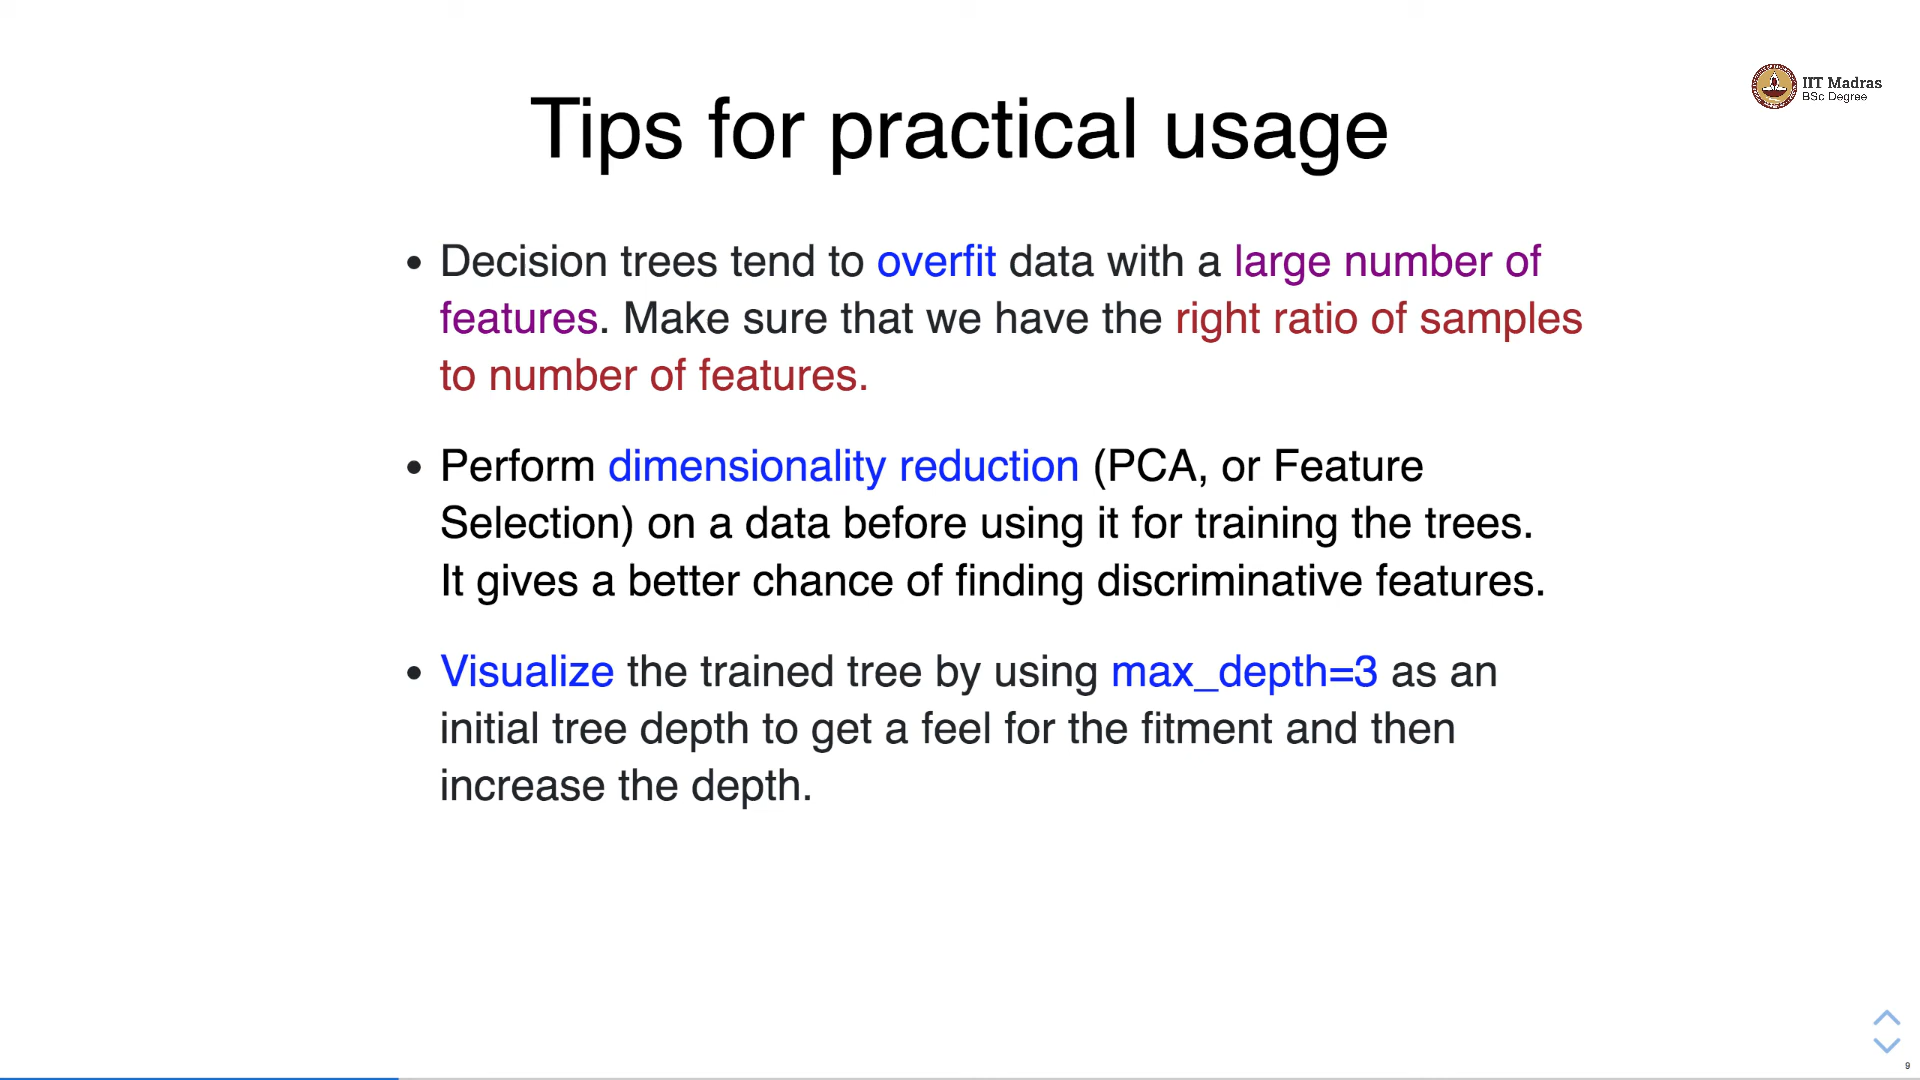 IIT Madras
BSc Degree
Tips for practical usage
• Decision trees tend to overfit data with a large number of
features. Make sure that we have the right ratio of samples
to number of features.
• Perform dimensionality reduction (PCA, or Feature
Selection) on a data before using it for training the trees.
It gives a better chance of finding discriminative features.
• Visualize the trained tree by using max_depth=3 as an
initial tree depth to get a feel for the fitment and then
increase the depth.
9